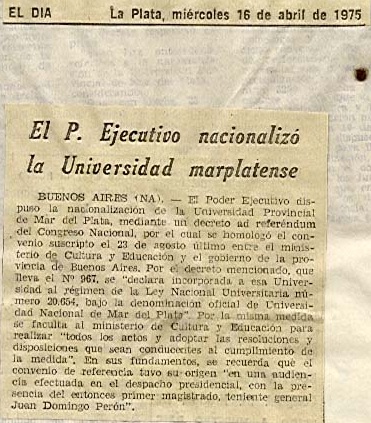 EL DIA La Plata, miércoles 16 de abril de 1975
El P. Ejecutivo nacionalizó
la Universidad marplatense
BUENOS AIRES (NA). — El Poder Ejecutivo dis-
puso la nacionalización de la Universidad Provincial
de Mar del Plata, mediante un decreto ad referéndum
del Congreso Nacional, por el cual se homologó el con-
venio suscripto el 23 de agosto último entre el minis-
terio de Cultura y Educación y el gobierno de la pro-
vincia de Buenos Aires. Por el decreto mencionado, que
lleva el Nº 967, se "declara incorporada a esa Univer-
sidad al régimen de la Ley Nacional Universitaria
número 20.654, bajo la denominación oficial de Universi-
dad Nacional de Mar del Plata". Por la misma medida
se faculta al ministerio de Cultura y Educación para
realizar "todos los actos y adoptar las resoluciones y
disposiciones que sean conducentes al cumplimiento de
la medida". En sus fundamentos, se recuerda que el
convenio de referencia tuvo su origen "en una audien-
cia efectuada en el despacho presidencial, con la pre-
sencia del entonces primer magistrado, teniente general
Juan Domingo Perón".